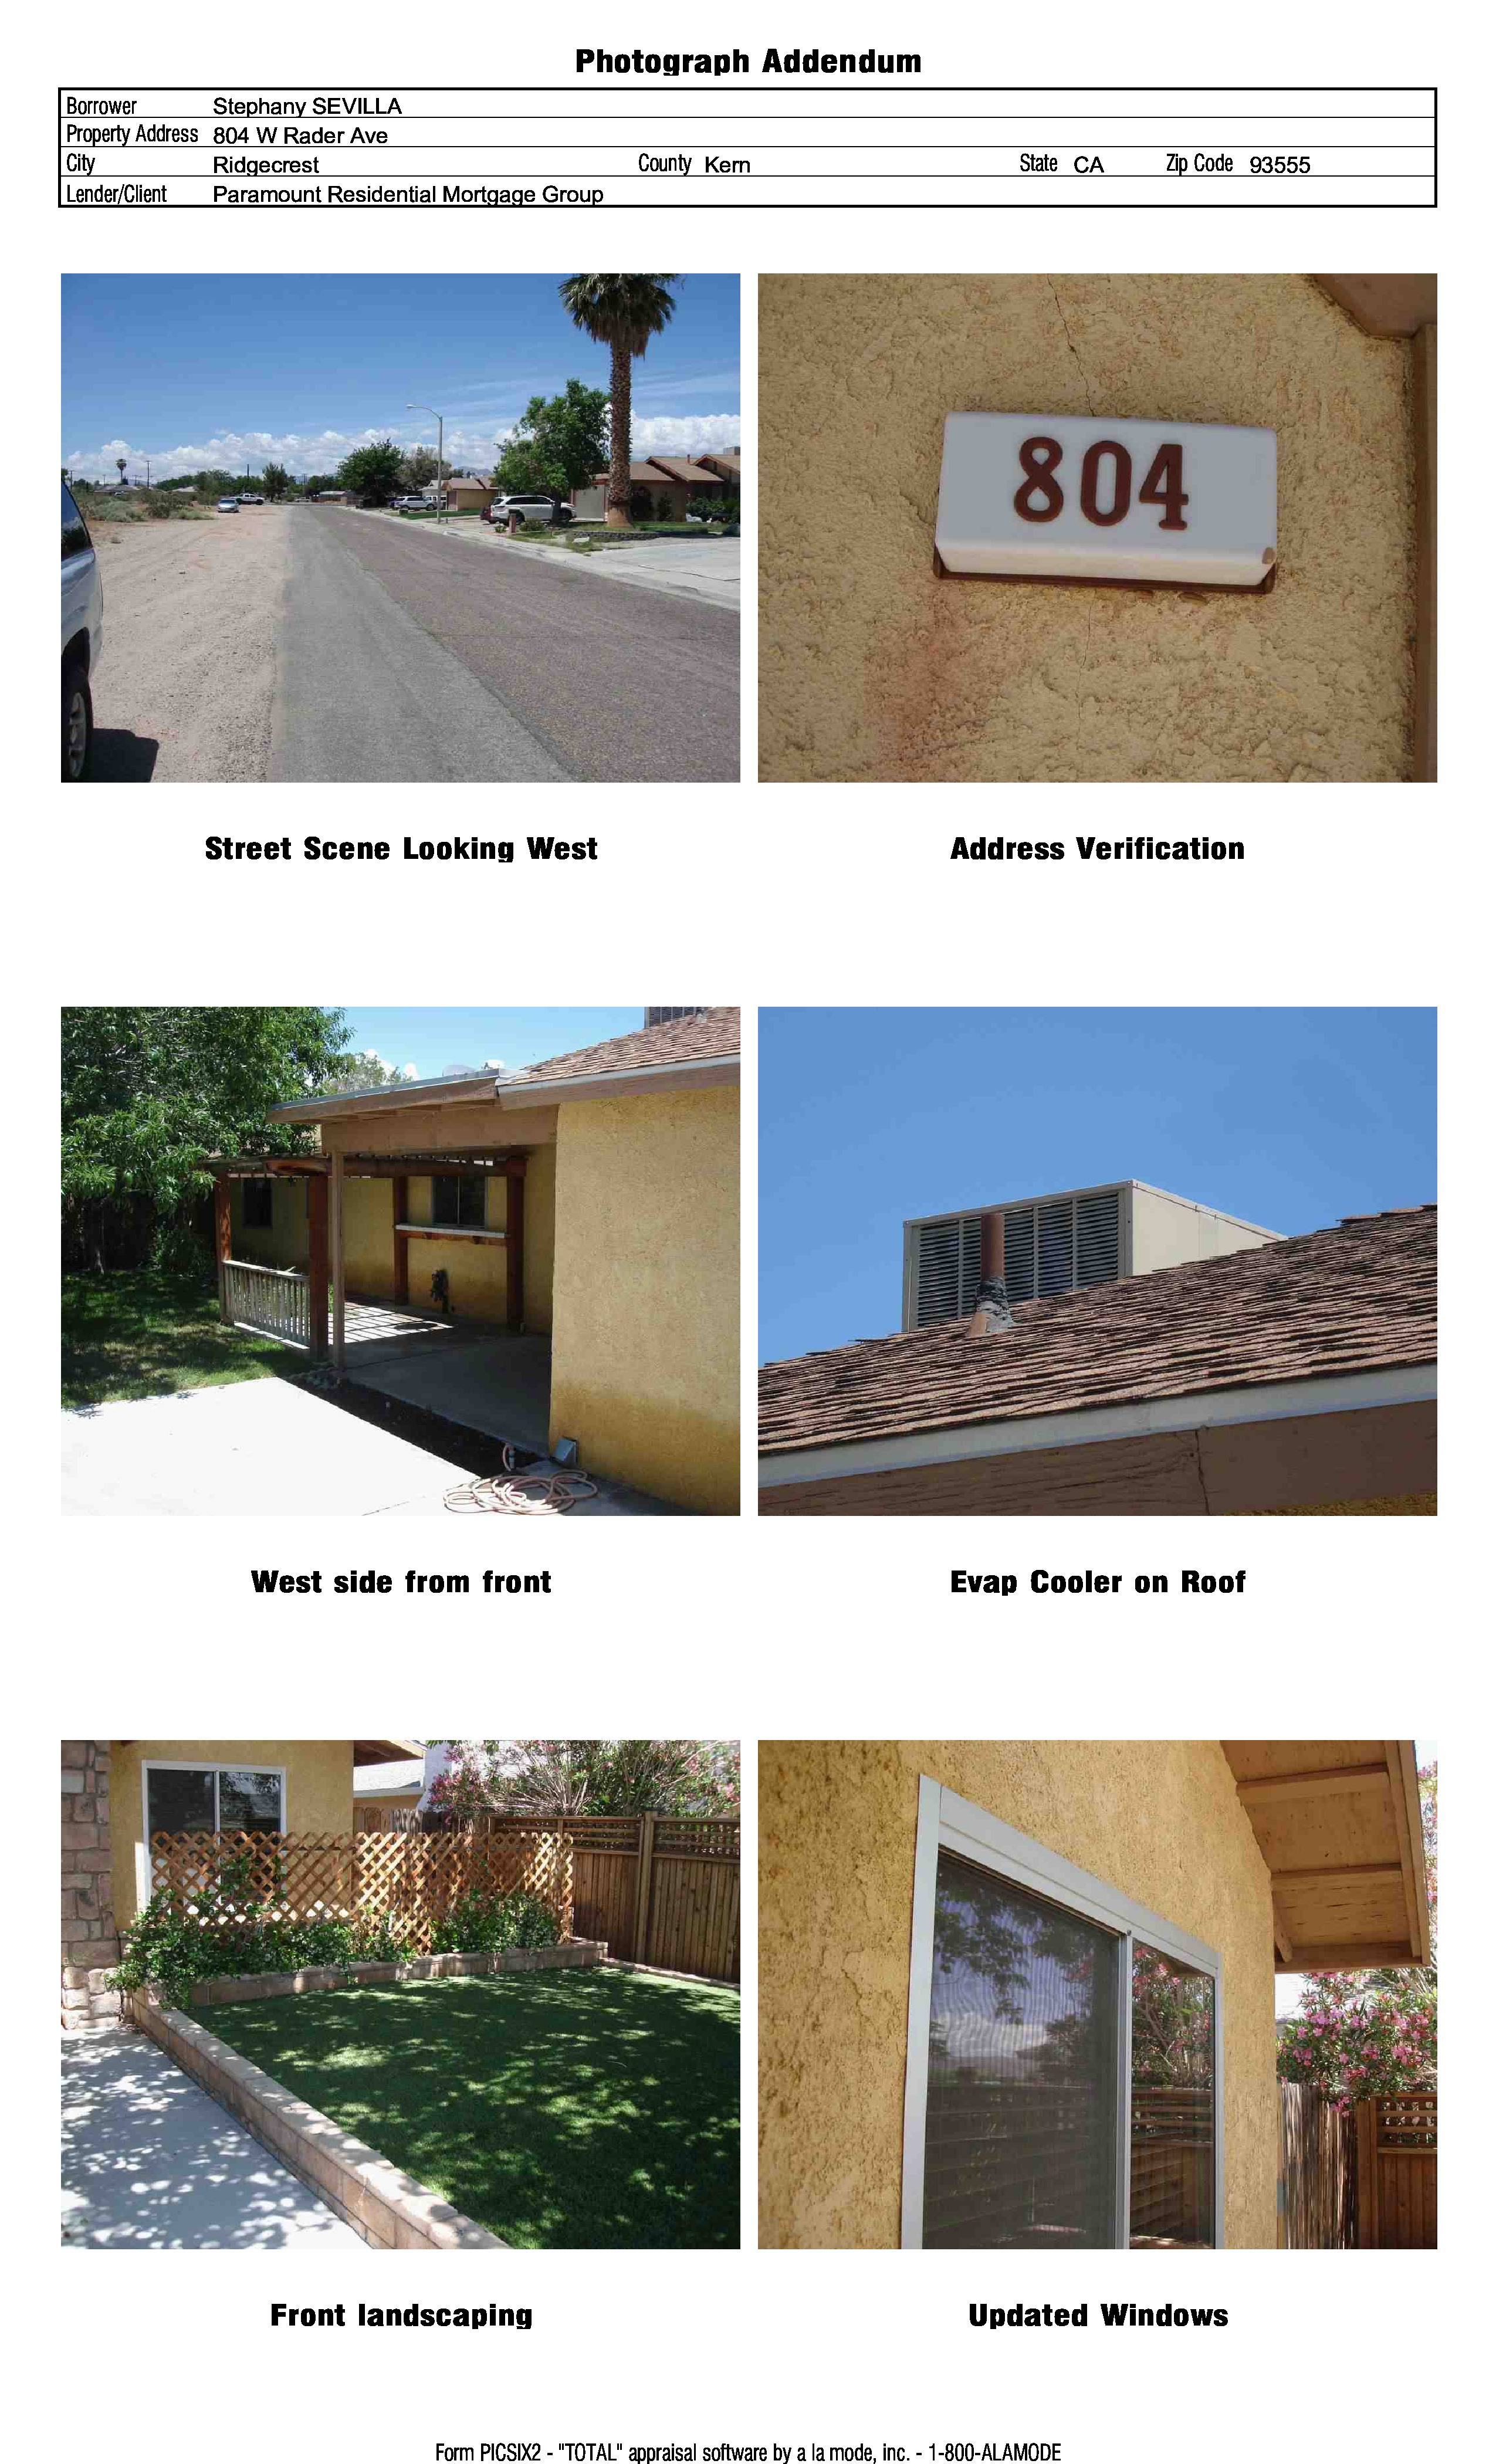 Photograph Addendum
Borrower Stephany SEVILLA
Property Address 804 W Rader Ave
City Ridgecrest County Kern State CA Zip Code 93555
Lender/Client Paramount Residential Mortgage Group
804
Street Scene Looking West Address Verification
West side from front Evap Cooler on Roof
Front landscaping Updated Windows
Form PICSIX2 - "TOTAL" appraisal software by a la mode, inc. - 1-800-ALAMODE